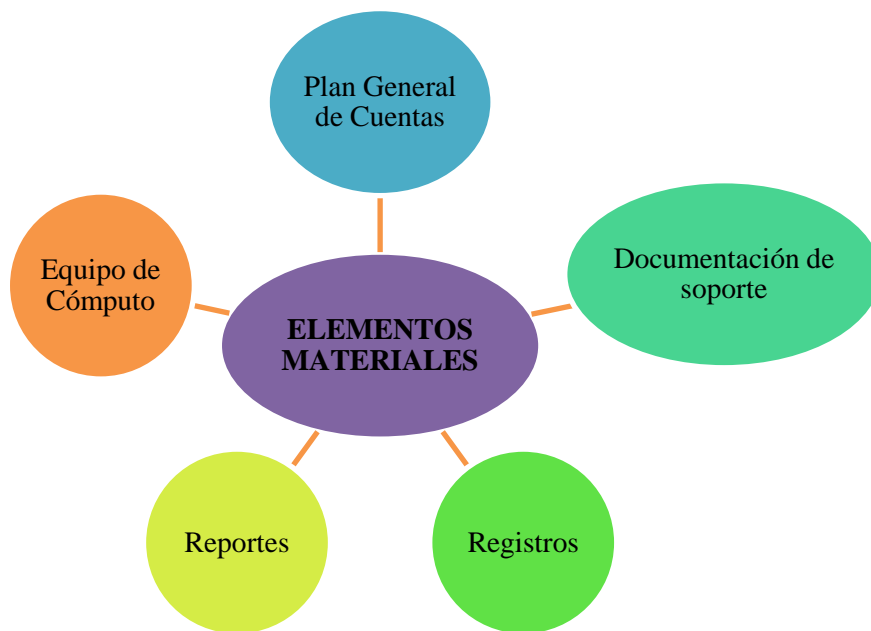 Plan General
de Cuentas
Documentación de
soporte
Equipo de
Cómputo
ELEMENTOS
MATERIALES
Reportes
Registros